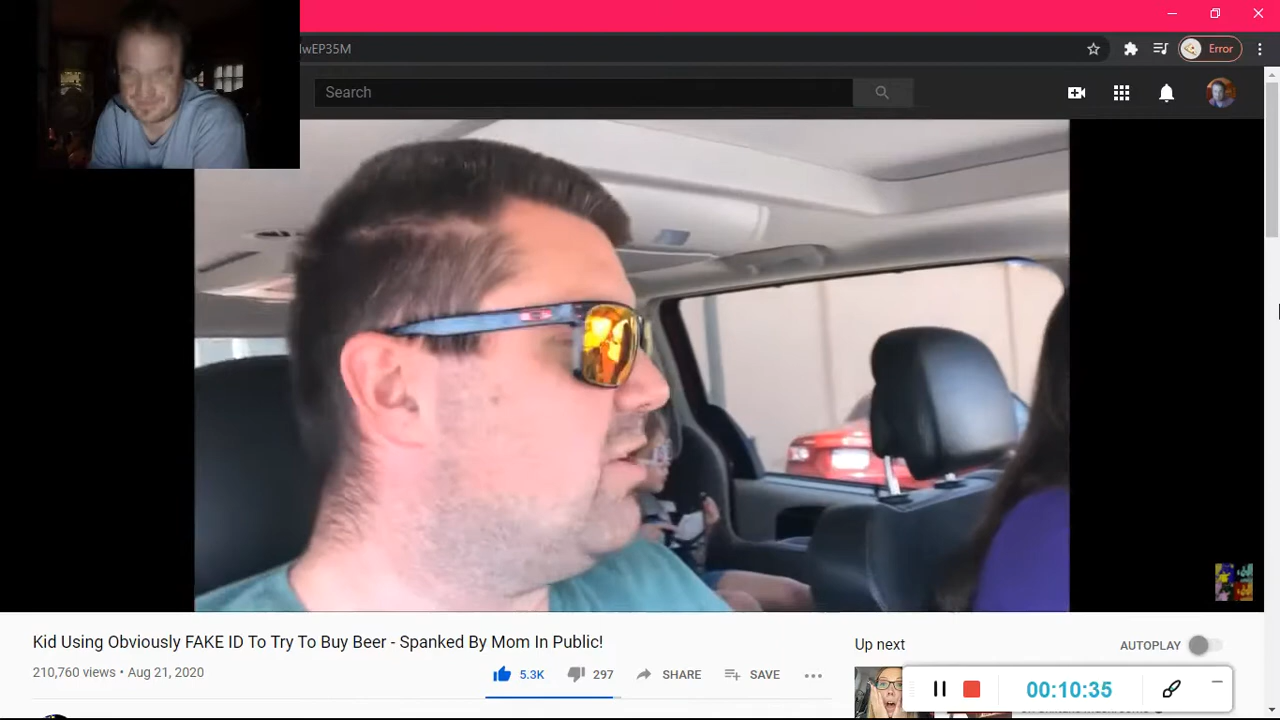 IwEP35M
Error
Search
Kid Using Obviously FAKE ID To Try To Buy Beer - Spanked By Mom In Public!
Up next
AUTOPLAY
210,760 views • Aug 21, 2020
5.3K
297
SHARE
SAVE
00:10:35